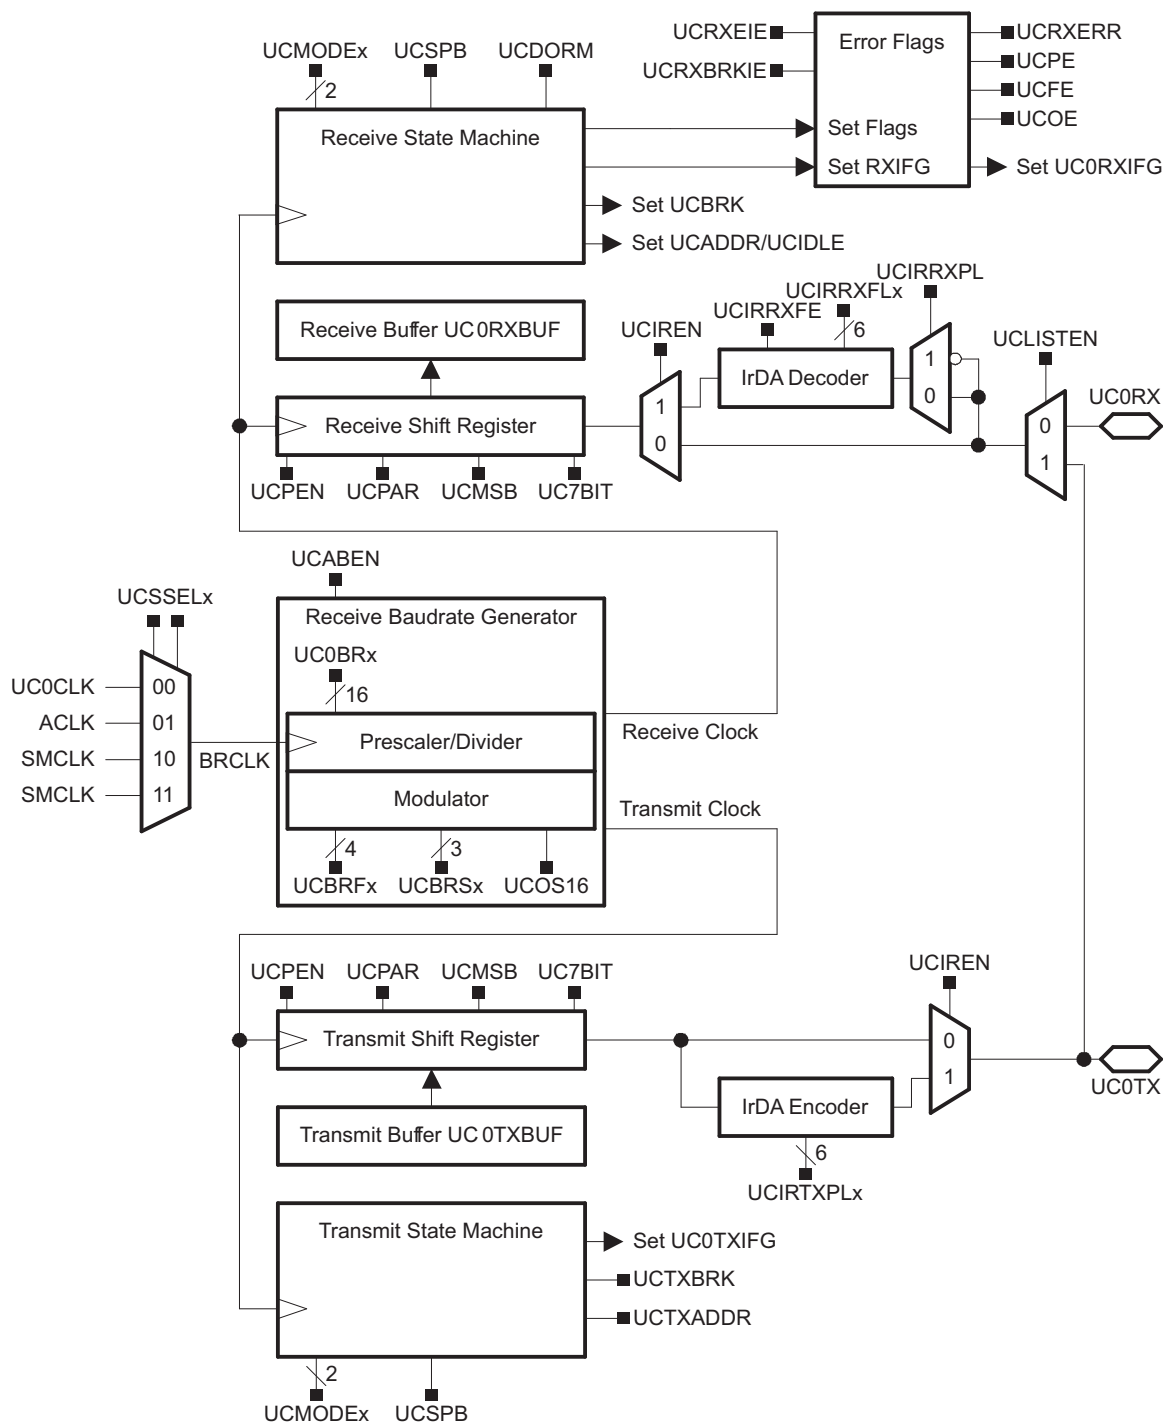 UCMODEx
2
UCSPB
UCDORM
Receive State Machine
UCRXEIE
UCRXBRKIE
Error Flags
Set Flags
Set RXIFG
UCRXERR
UCPE
UCFE
UCOE
Set UC0RXIFG
Set UCBRK
Set UCADDR/UCIDLE
Receive Buffer UC0RXBUF
Receive Shift Register
UCPEN
UCPAR
UCMSB
UC7BIT
UCIREN
1
0
UCIRRXFE
UCIRRXFLx
6
IrDA Decoder
UCIRRXPL
1
0
UCLISTEN
0
1
UC0RX
UCABEN
Receive Baudrate Generator
UC0BRx
16
Prescaler/Divider
Modulator
4
3
UCBRFx
UCBRSx
UCOS16
Receive Clock
Transmit Clock
UCSSELx
UC0CLK
ACLK
SMCLK
SMCLK
00
01
10
11
BRCLK
UCPEN
UCPAR
UCMSB
UC7BIT
Transmit Shift Register
Transmit Buffer UC0TXBUF
UCIREN
0
1
IrDA Encoder
6
UCIRTXPLx
UC0TX
Transmit State Machine
Set UC0TXIFG
UCTXBRK
UCTXADDR
2
UCMODEx
UCSPB